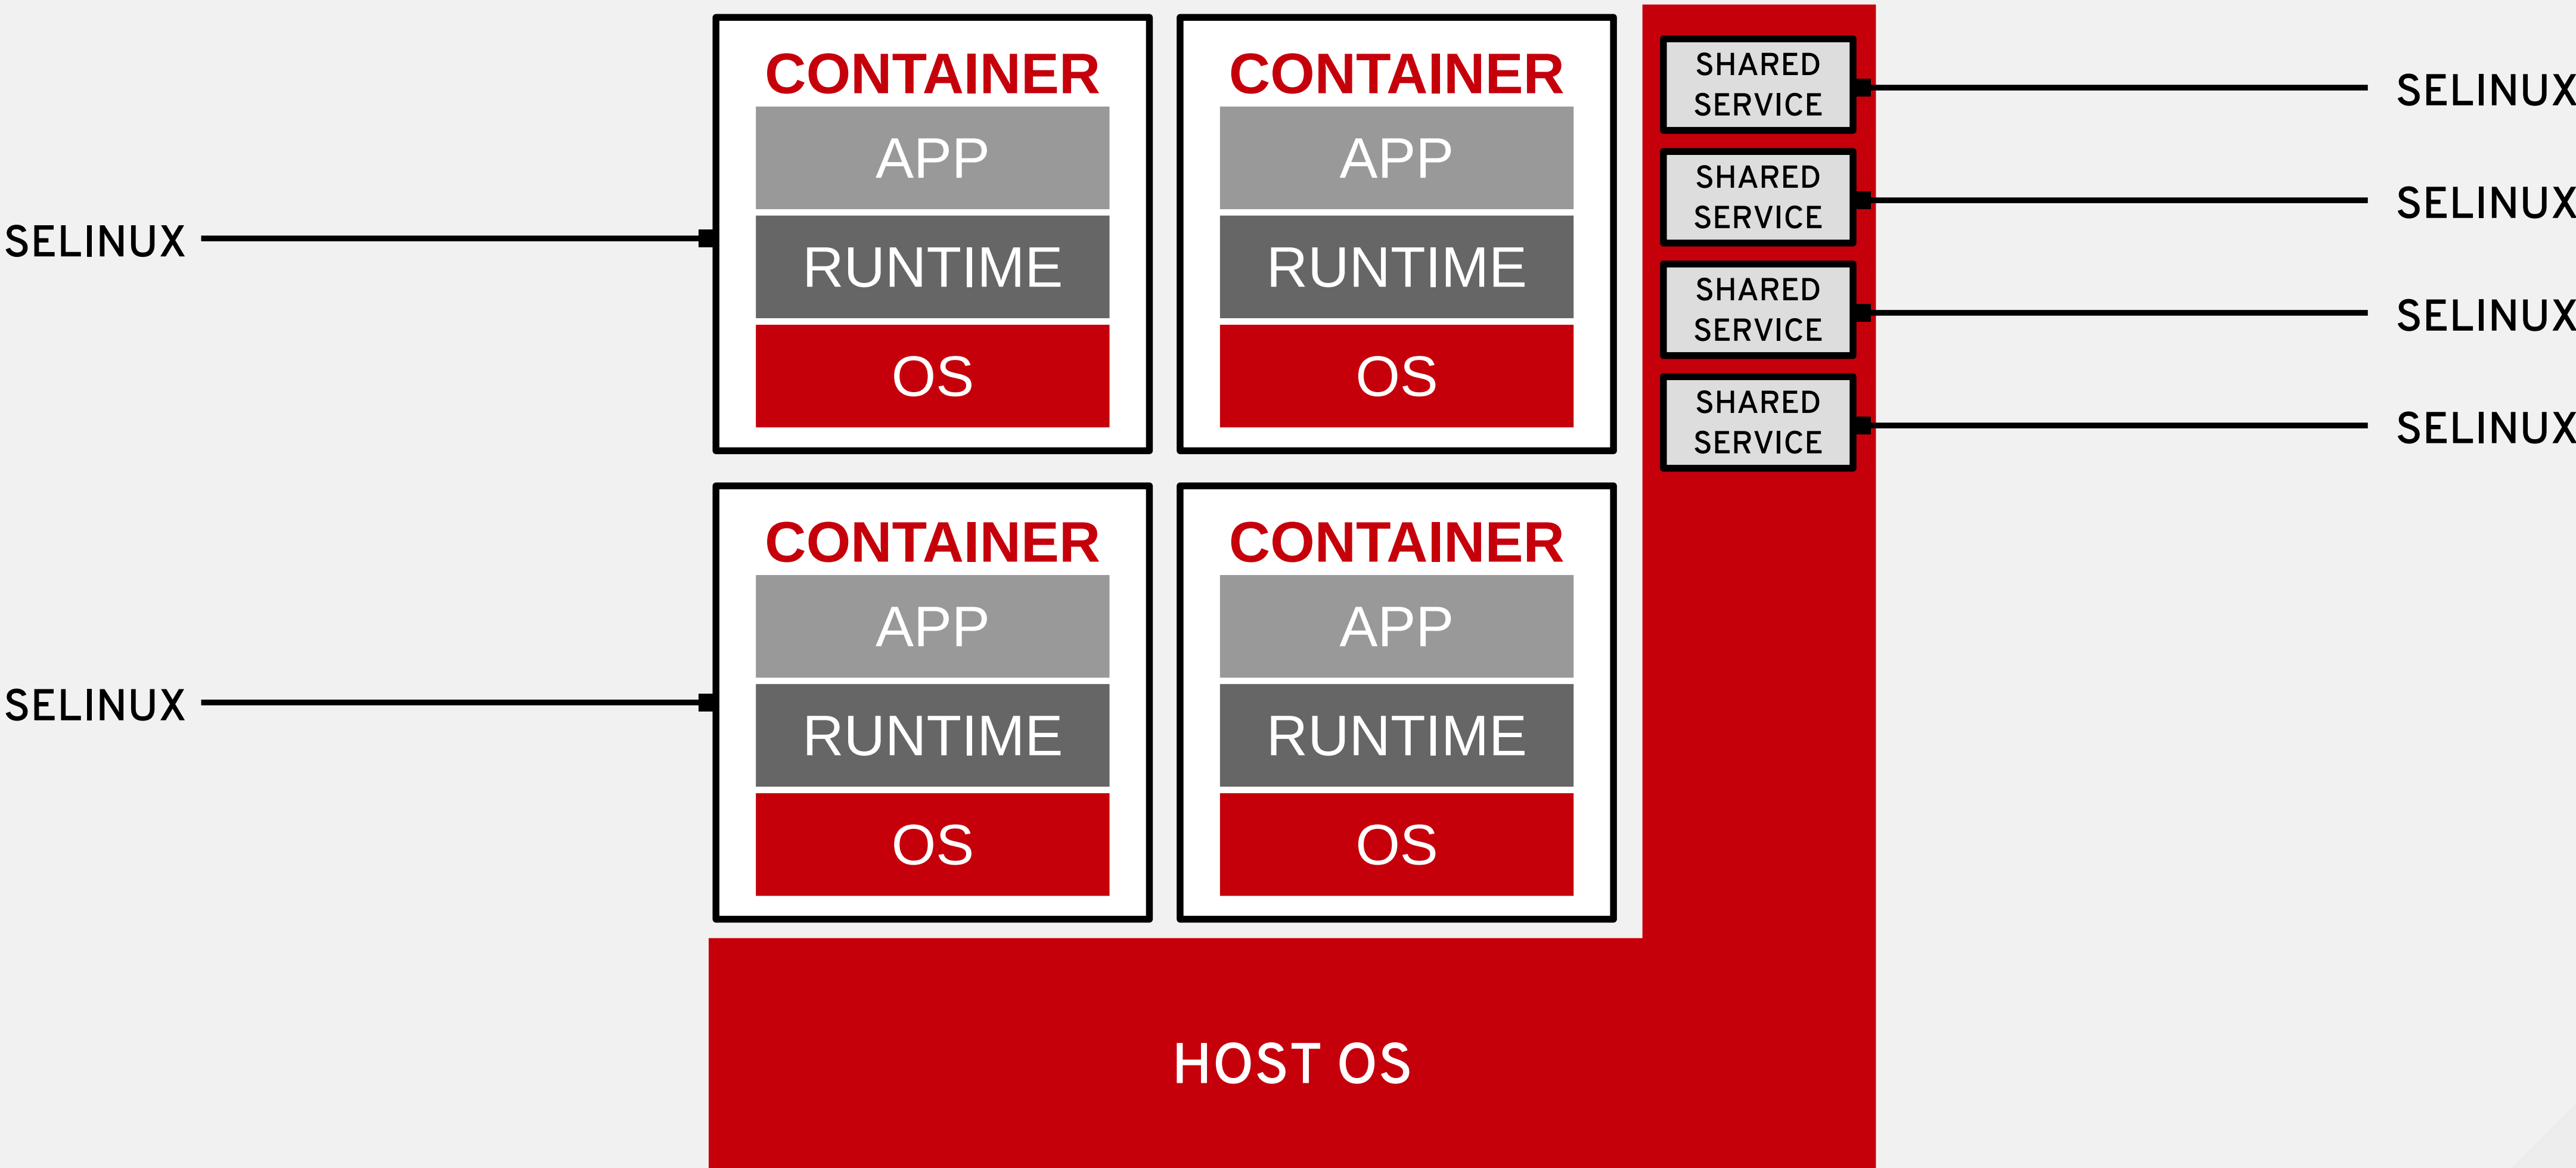 SELINUX
SELINUX
CONTAINER
APP
RUNTIME
OS
CONTAINER
APP
RUNTIME
OS
CONTAINER
APP
RUNTIME
OS
CONTAINER
APP
RUNTIME
OS
SHARED
SERVICE
SHARED
SERVICE
SHARED
SERVICE
SHARED
SERVICE
SELINUX
SELINUX
SELINUX
SELINUX
HOST OS